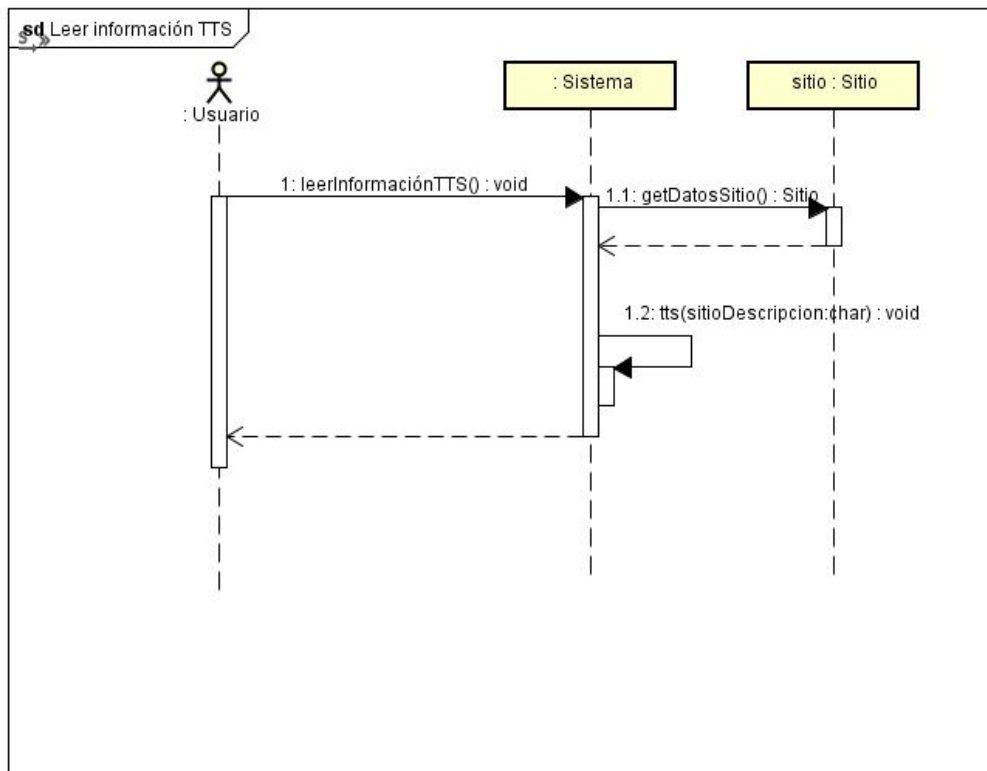 sd Leer información TTS
: Usuario
: Sistema
sitio : Sitio
1: leerInformaciónTTS() : void
1.1: getDatosSitio() : Sitio
1.2: tts(sitioDescripcion:char) : void